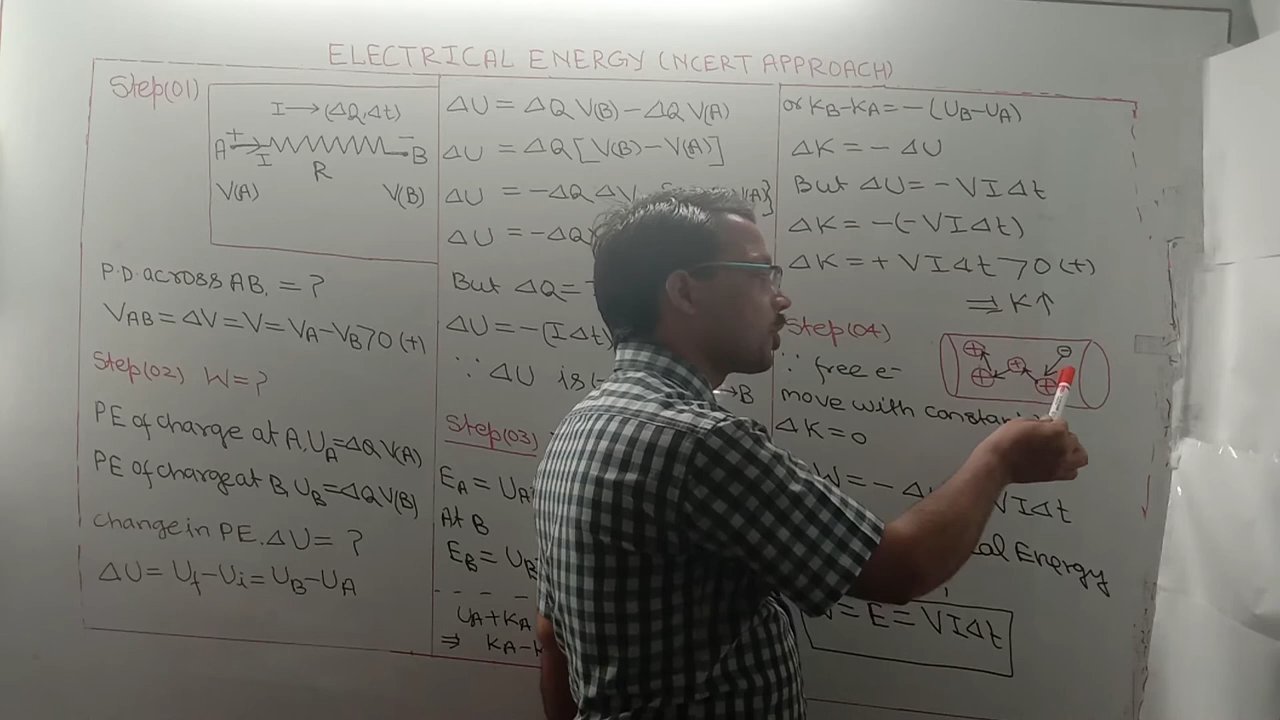 ELECTRICAL ENERGY (NCERT APPROACH)
Step(01)
I → (ΔQ, Δt)
A + I − B
R
V(A) V(B)
P.D. across AB. = ?
VAB = ΔV = V = VA − VB > 0 (+)
Step(02) W = ?
PE of charge at A, UA = ΔQ V(A)
PE of charge at B, UB = ΔQ V(B)
change in PE. ΔU = ?
ΔU = Uf − Ui = UB − UA
ΔU = ΔQ V(B) − ΔQ V(A)
ΔU = ΔQ [V(B) − V(A)]
ΔU = −ΔQ ΔV
ΔU = −ΔQ
But ΔQ =
ΔU = −(IΔt)
∵ ΔU is → B
Step(03)
EA = UA
At B
EB = UB
UA + KA
⇒ KA − K
or KB − KA = −(UB − UA)
ΔK = − ΔU
But ΔU = − VIΔt
ΔK = −(−VIΔt)
ΔK = + VIΔt > 0 (+)
⇒ K↑
Step(04)
∵ free e−
move with constan
ΔK = 0
W = − Δ VIΔt
al Energy
= E = VIΔt
+ + + + −